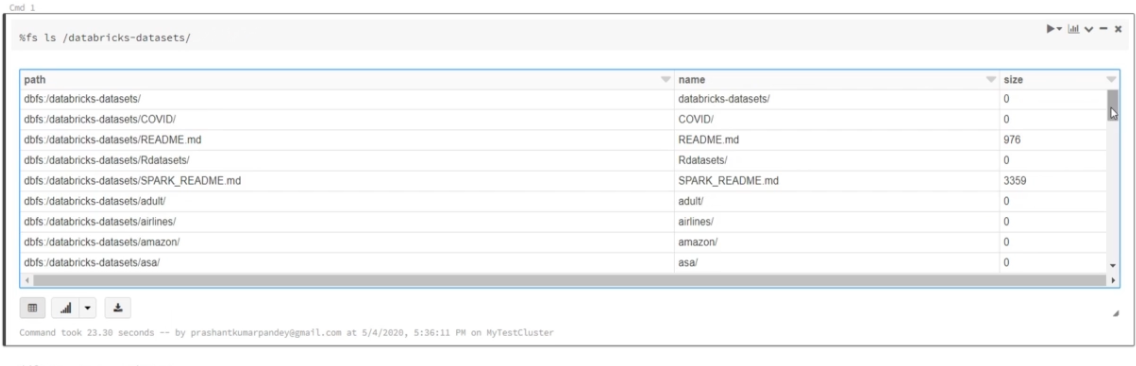 Cmd 1
%fs ls /databricks-datasets/
path name size
dbfs:/databricks-datasets/ databricks-datasets/ 0
dbfs:/databricks-datasets/COVID/ COVID/ 0
dbfs:/databricks-datasets/README.md README.md 976
dbfs:/databricks-datasets/Rdatasets/ Rdatasets/ 0
dbfs:/databricks-datasets/SPARK_README.md SPARK_README.md 3359
dbfs:/databricks-datasets/adult/ adult/ 0
dbfs:/databricks-datasets/airlines/ airlines/ 0
dbfs:/databricks-datasets/amazon/ amazon/ 0
dbfs:/databricks-datasets/asa/ asa/ 0
Command took 23.30 seconds -- by prashantkumarpandey@gmail.com at 5/4/2020, 5:36:11 PM on MyTestCluster